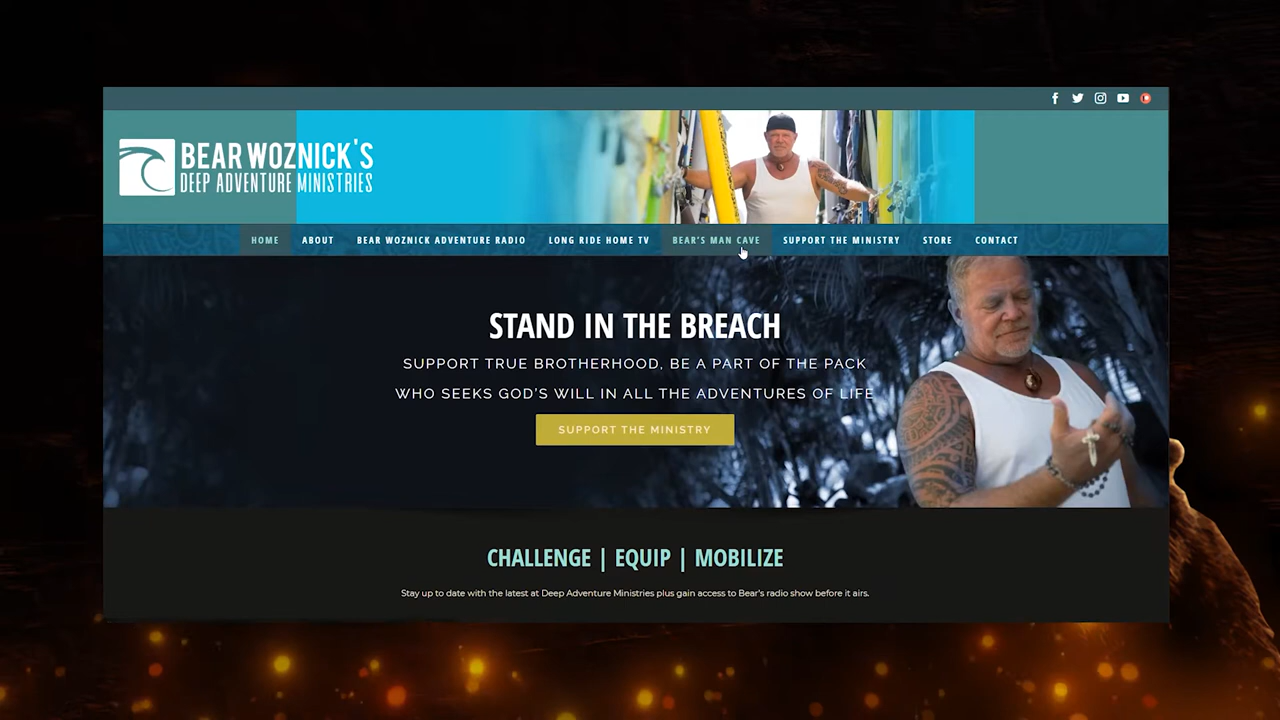 BEAR WOZNICK'S
DEEP ADVENTURE MINISTRIES
HOME ABOUT BEAR WOZNICK ADVENTURE RADIO LONG RIDE HOME TV BEAR'S MAN CAVE SUPPORT THE MINISTRY STORE CONTACT
STAND IN THE BREACH
SUPPORT TRUE BROTHERHOOD, BE A PART OF THE PACK
WHO SEEKS GOD'S WILL IN ALL THE ADVENTURES OF LIFE
SUPPORT THE MINISTRY
CHALLENGE | EQUIP | MOBILIZE
Stay up to date with the latest at Deep Adventure Ministries plus gain access to Bear's radio show before it airs.